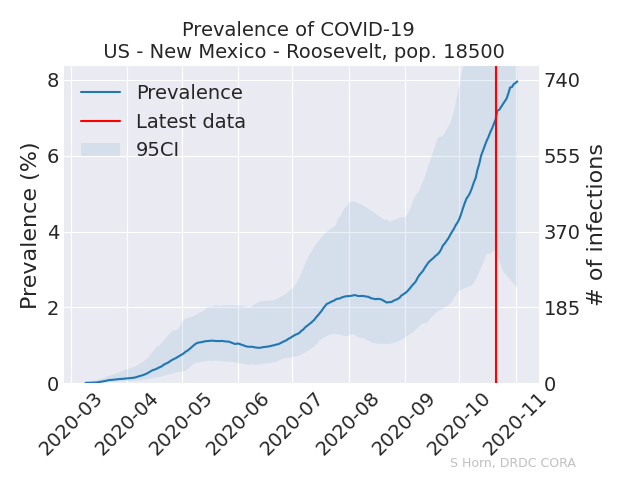 Prevalence of COVID-19
US - New Mexico - Roosevelt, pop. 18500
Prevalence
Latest data
95CI
Prevalence (%)
8
6
4
2
0
740
555
370
185
0
# of infections
2020-03
2020-04
2020-05
2020-06
2020-07
2020-08
2020-09
2020-10
2020-11
S Horn, DRDC CORA